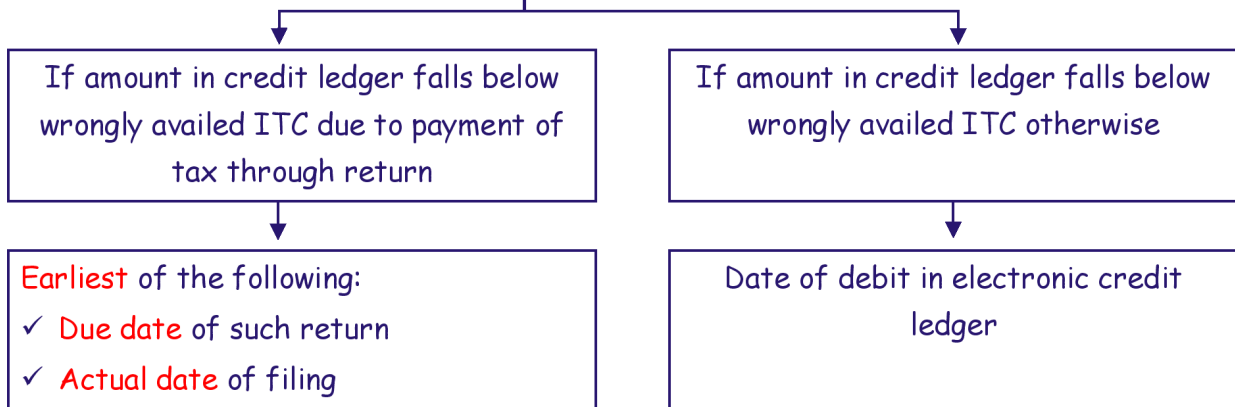 If amount in credit ledger falls below
wrongly availed ITC due to payment of
tax through return
If amount in credit ledger falls below
wrongly availed ITC otherwise
Earliest of the following:
✓ Due date of such return
✓ Actual date of filing
Date of debit in electronic credit
ledger